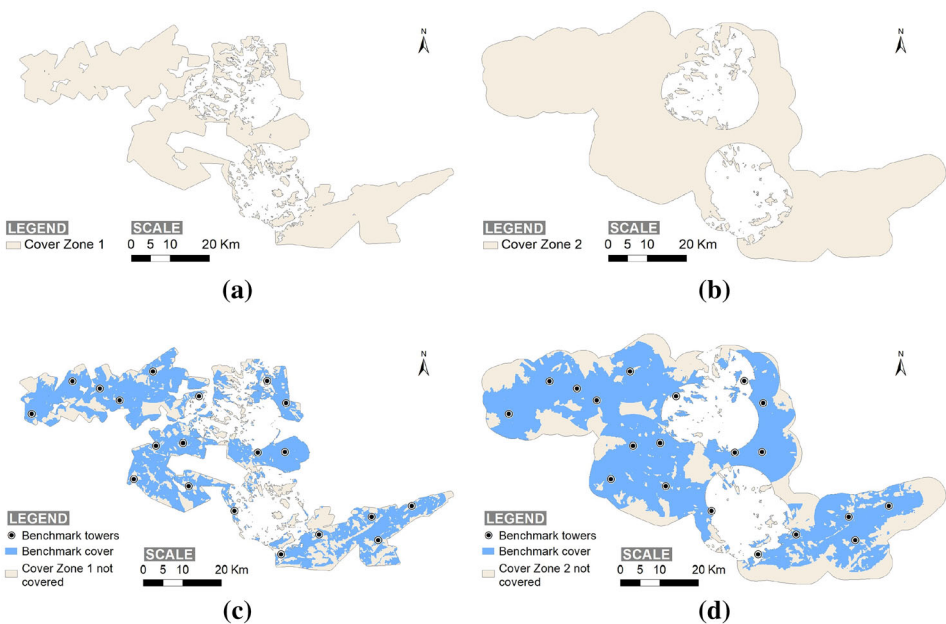 N
LEGEND
Cover Zone 1
SCALE
0 5 10 20 Km
(a)
N
LEGEND
Cover Zone 2
SCALE
0 5 10 20 Km
(b)
N
LEGEND
Benchmark towers
Benchmark cover
Cover Zone 1 not
covered
SCALE
0 5 10 20 Km
(c)
N
LEGEND
Benchmark towers
Benchmark cover
Cover Zone 2 not
covered
SCALE
0 5 10 20 Km
(d)